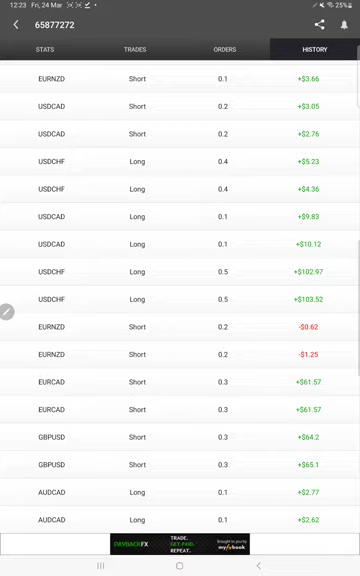 12:23 Fri, 24 Mar 25%
65877272
STATS TRADES ORDERS HISTORY
EURNZD Short 0.1 +$3.66
USDCAD Short 0.2 +$3.05
USDCAD Short 0.2 +$2.76
USDCHF Long 0.4 +$5.23
USDCHF Long 0.4 +$4.36
USDCAD Long 0.1 +$9.83
USDCAD Long 0.1 +$10.12
USDCHF Long 0.5 +$102.97
USDCHF Long 0.5 +$103.52
EURNZD Short 0.2 -$0.62
EURNZD Short 0.2 -$1.25
EURCAD Short 0.3 +$61.57
EURCAD Short 0.3 +$61.57
GBPUSD Short 0.3 +$64.2
GBPUSD Short 0.3 +$65.1
AUDCAD Long 0.1 +$2.77
AUDCAD Long 0.1 +$2.62
PAYBACKFX
TRADE.
GET-PAID.
REPEAT.
Brought to you by
myfxbook